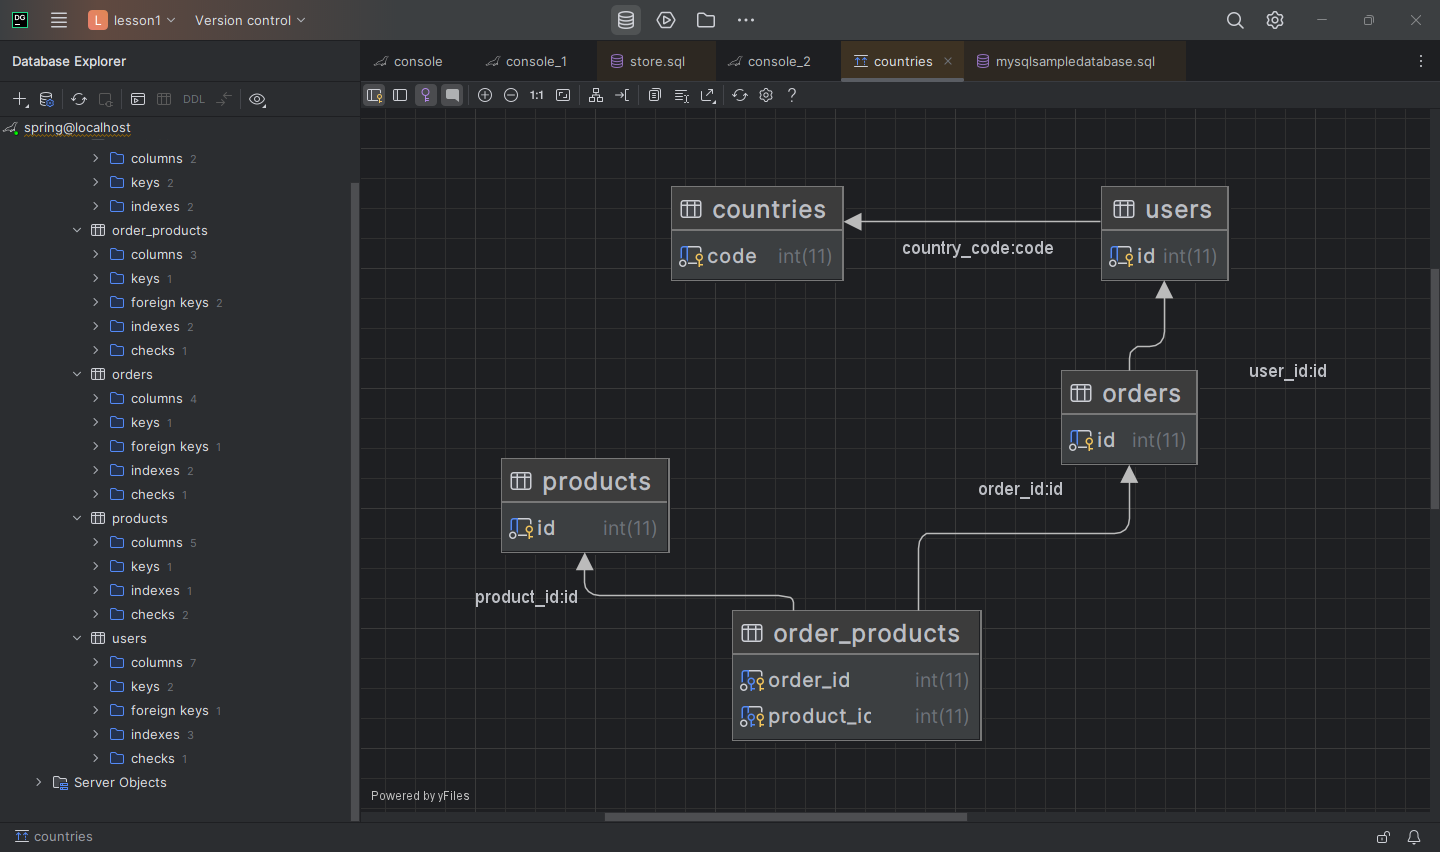 DG
L lesson1 Version control
Database Explorer
console console_1 store.sql console_2 countries mysqlsampledatabase.sql
DDL
1:1
spring@localhost
columns 2
keys 2
indexes 2
order_products
columns 3
keys 1
foreign keys 2
indexes 2
checks 1
orders
columns 4
keys 1
foreign keys 1
indexes 2
checks 1
products
columns 5
keys 1
indexes 1
checks 2
users
columns 7
keys 2
foreign keys 1
indexes 3
checks 1
Server Objects
countries
code int(11)
country_code:code
users
id int(11)
user_id:id
orders
id int(11)
order_id:id
products
id int(11)
product_id:id
order_products
order_id int(11)
product_ic int(11)
Powered by yFiles
countries